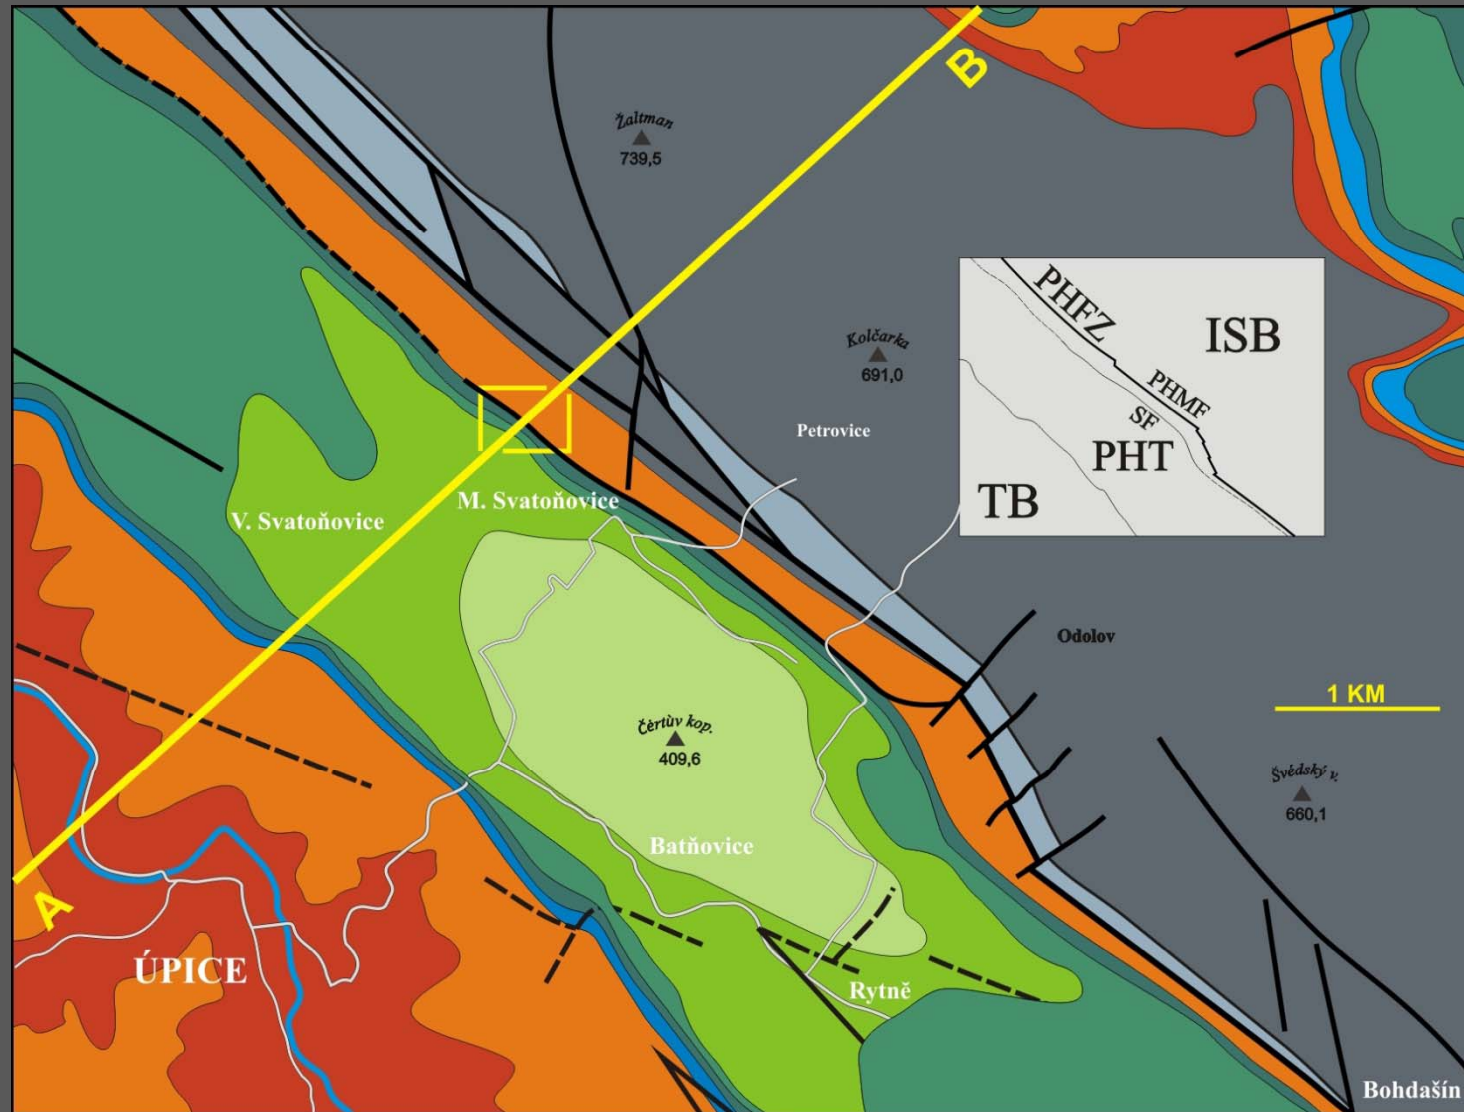 B
Žaltman
739,5
PHFZ
ISB
Kolčarka
691,0
PHMF
SF
Petrovice
PHT
M. Svatoňovice
TB
V. Svatoňovice
Odolov
1 KM
Čėrtův kop.
409,6
Švédský v.
660,1
Batňovice
A
ÚPICE
Rytně
Bohdašín